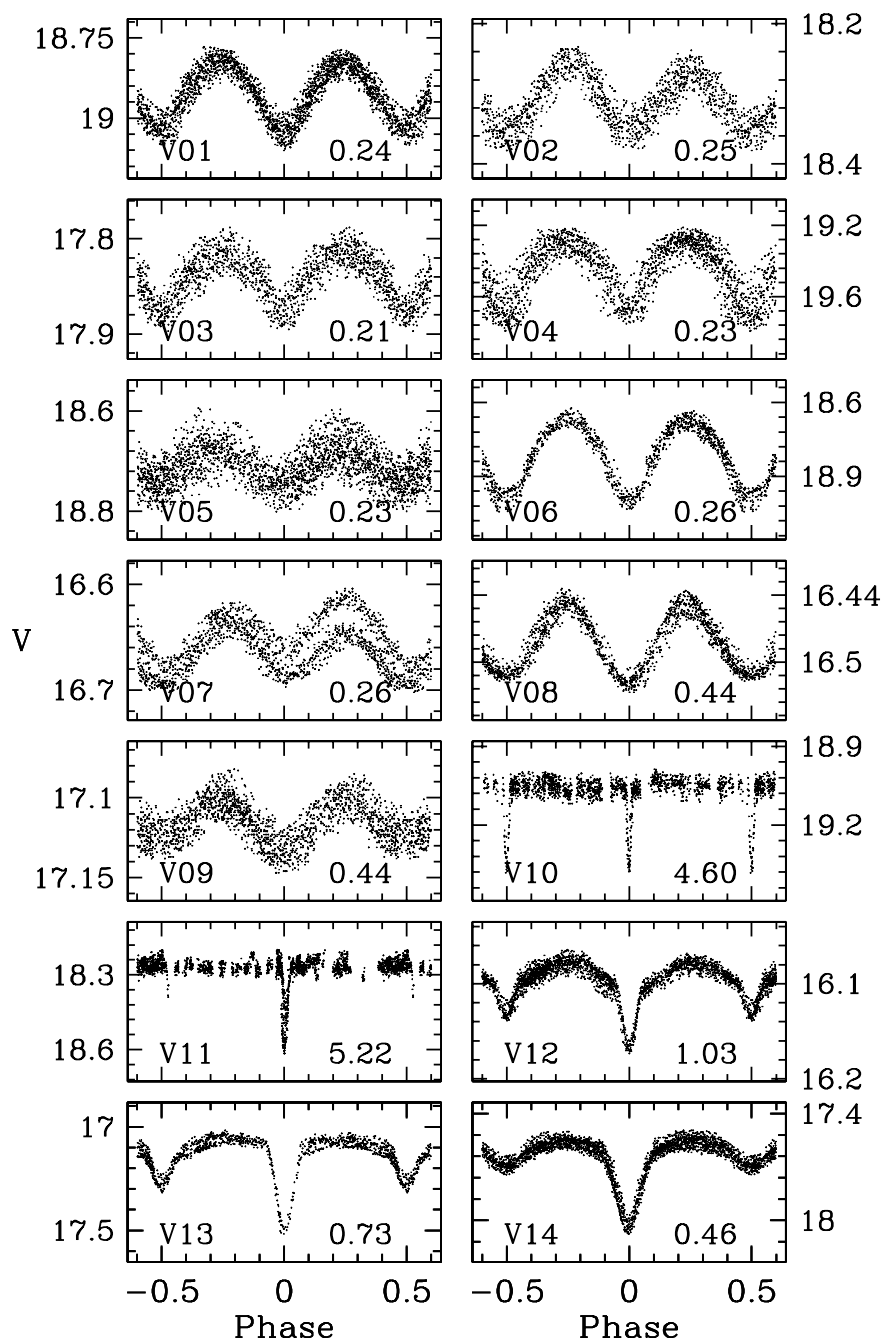 18.75
19
V01 0.24
18.2
18.4
V02 0.25
17.8
17.9
V03 0.21
19.2
19.6
V04 0.23
18.6
18.8
V05 0.23
18.6
18.9
V06 0.26
16.6
16.7
V07 0.26
16.44
16.5
V08 0.44
V
17.1
17.15
V09 0.44
18.9
19.2
V10 4.60
18.3
18.6
V11 5.22
16.1
16.2
V12 1.03
17
17.5
V13 0.73
17.4
18
V14 0.46
−0.5 0 0.5 −0.5 0 0.5
Phase Phase